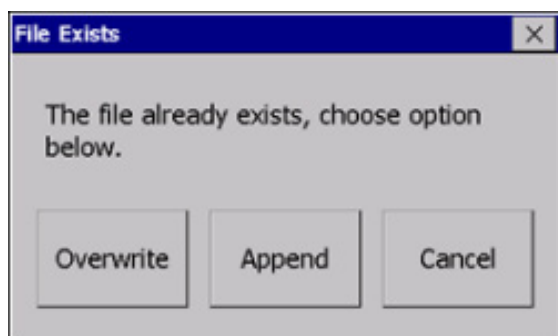 File Exists
The file already exists, choose option
below.
Overwrite Append Cancel